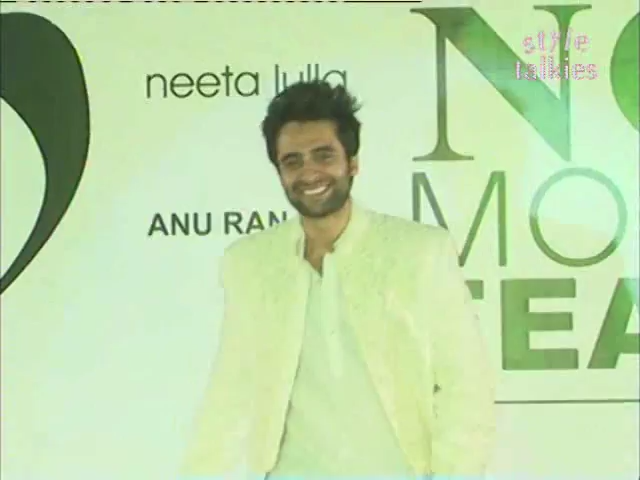 style
talkies
neeta lulla
NO
MO
ANU RAN
TEA